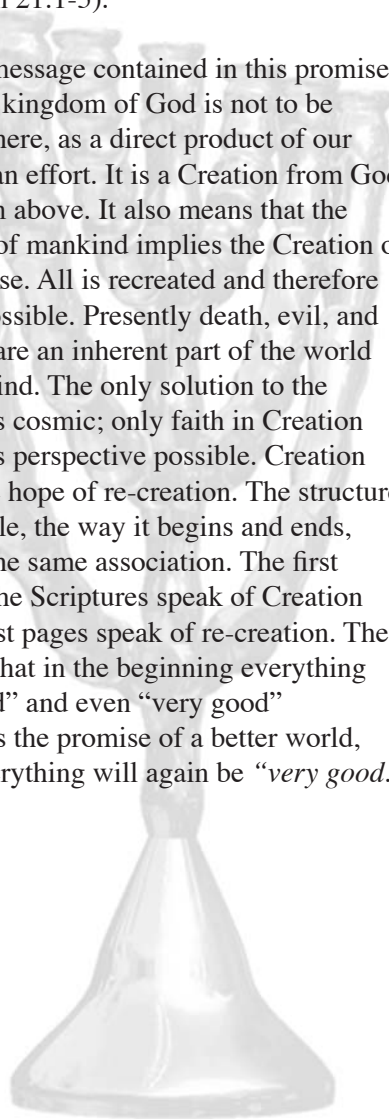 21:1-5).
message contained in this promise
kingdom of God is not to be
here, as a direct product of our
an effort. It is a Creation from God
above. It also means that the
of mankind implies the Creation
se. All is recreated and therefore
ossible. Presently death, evil, and
are an inherent part of the world
ind. The only solution to the
s cosmic; only faith in Creation
s perspective possible. Creation
hope of re-creation. The structure
le, the way it begins and ends,
he same association. The first
he Scriptures speak of Creation
st pages speak of re-creation. The
hat in the beginning everything
d” and even “very good”
s the promise of a better world,
erything will again be “very good.